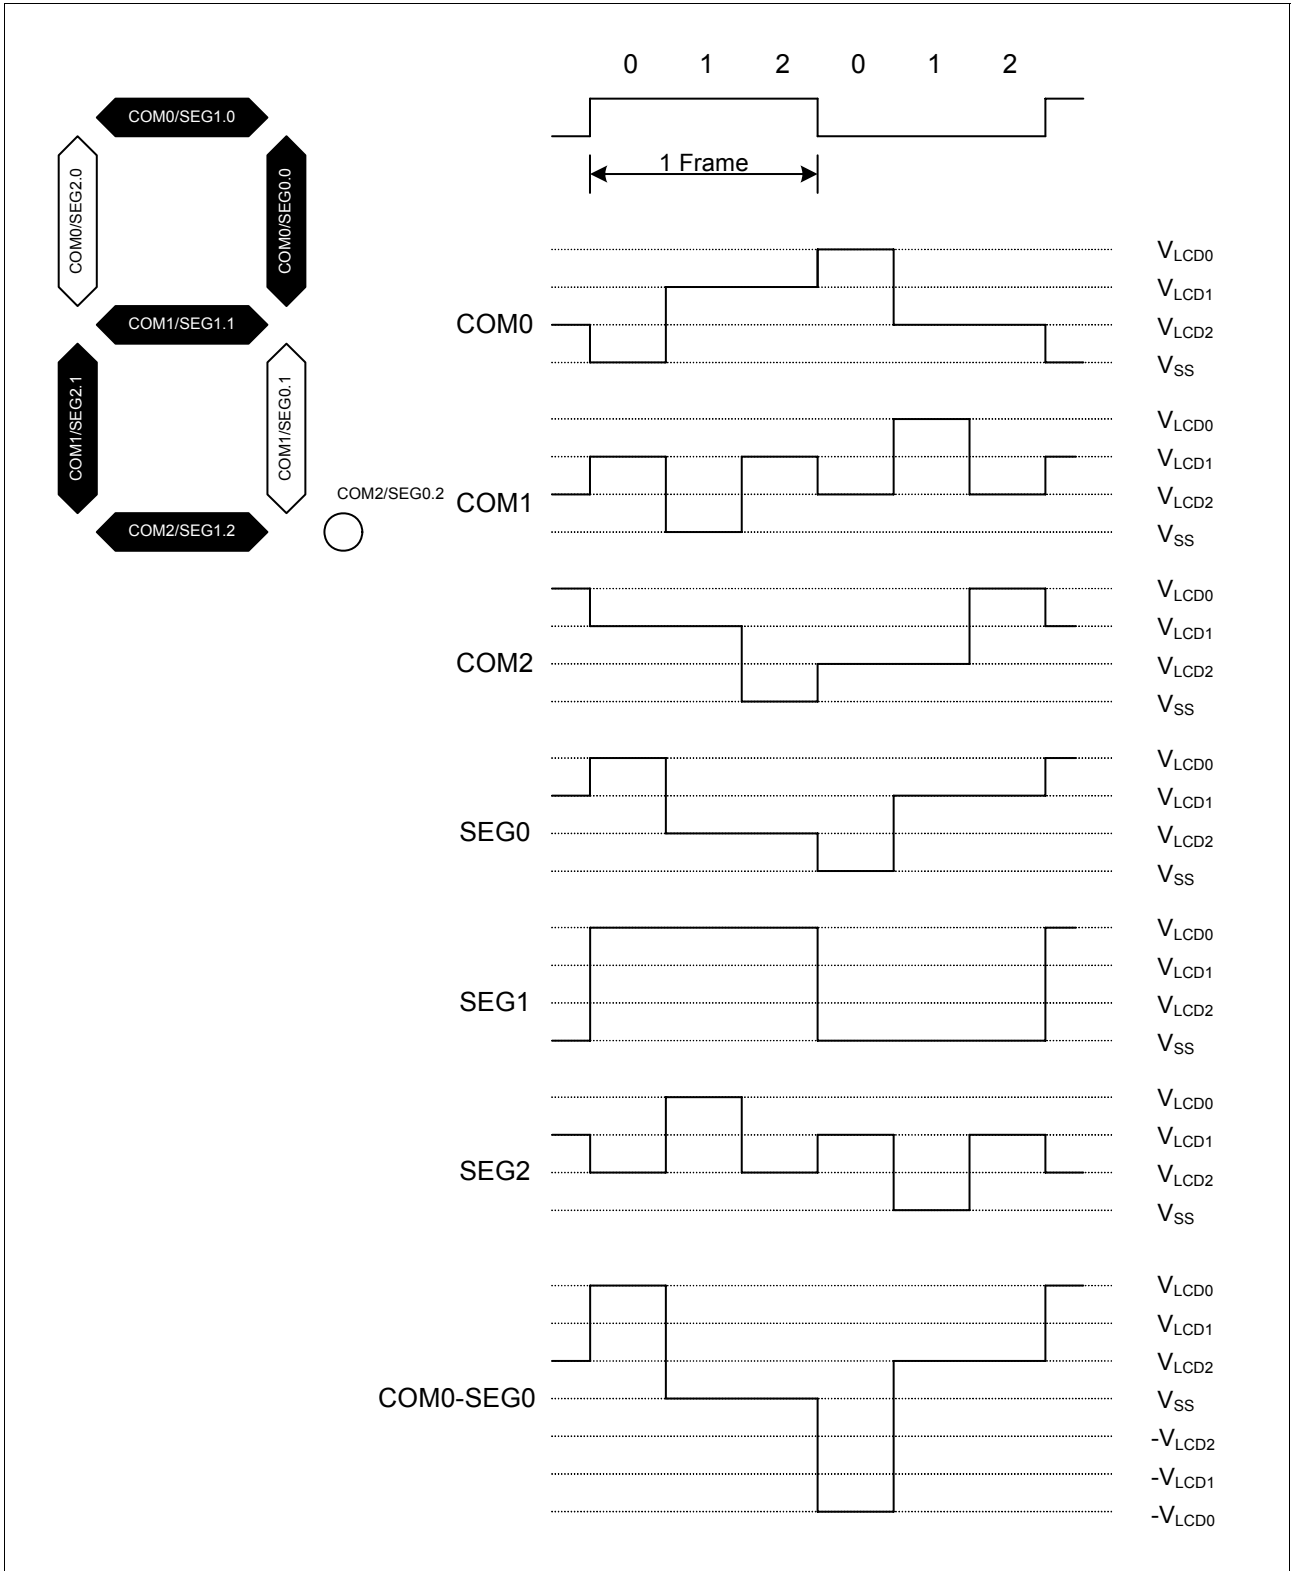 0 1 2 0 1 2
1 Frame
COM0/SEG1.0
COM0/SEG2.0
COM0/SEG0.0
COM1/SEG1.1
COM1/SEG2.1
COM1/SEG0.1
COM2/SEG0.2
COM2/SEG1.2
COM0
VLCD0
VLCD1
VLCD2
VSS
COM1
VLCD0
VLCD1
VLCD2
VSS
COM2
VLCD0
VLCD1
VLCD2
VSS
SEG0
VLCD0
VLCD1
VLCD2
VSS
SEG1
VLCD0
VLCD1
VLCD2
VSS
SEG2
VLCD0
VLCD1
VLCD2
VSS
COM0-SEG0
VLCD0
VLCD1
VLCD2
VSS
-VLCD2
-VLCD1
-VLCD0